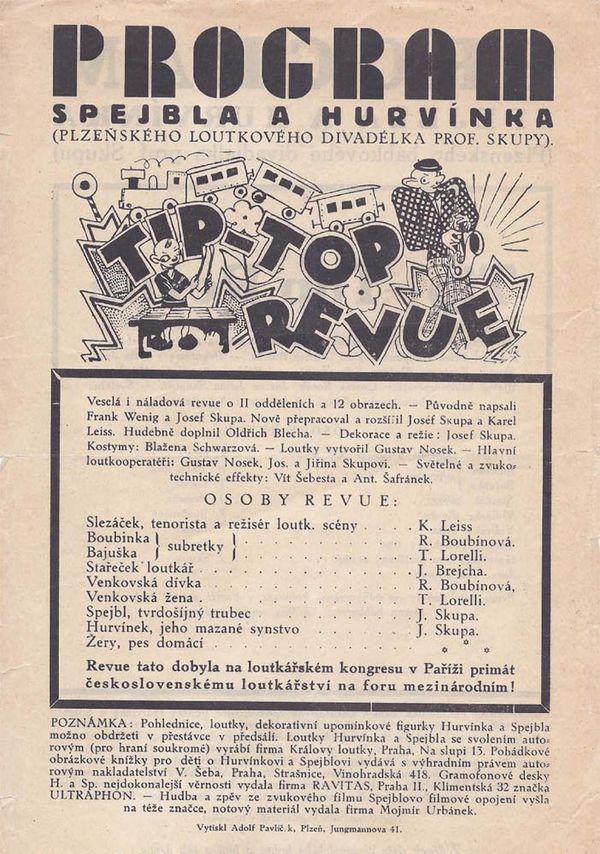 PROGRAM
SPEJBLA A HURVÍNKA
(PLZEŇSKÉHO LOUTKOVÉHO DIVADÉLKA PROF. SKUPY).
TIP-TOP
REVUE
Veselá i náladová revue o II odděleních a 12 obrazech. — Původně napsali
Frank Wenig a Josef Skupa. Nově přepracoval a rozšířil Josef Skupa a Karel
Leiss. Hudebně doplnil Oldřich Blecha. — Dekorace a režie: Josef Skupa.
Kostymy: Blažena Schwarzová. — Loutky vytvořil Gustav Nosek. — Hlavní
loutkooperatéři: Gustav Nosek, Jos. a Jiřina Skupovi. — Světelné a zvuko-
technické effekty: Vít Šebesta a Ant. Šafránek.
OSOBY REVUE:
Slezáček, tenorista a režisér loutk. scény . . . . K. Leiss
Boubinka } subretky { . . . . . . . . . . . . R. Boubínová.
Bajuška } subretky { . . . . . . . . . . . . T. Lorelli.
Stařeček loutkář . . . . . . . . . . . . . . J. Brejcha.
Venkovská dívka . . . . . . . . . . . . . . R. Boubínová,
Venkovská žena . . . . . . . . . . . . . . T. Lorelli.
Spejbl, tvrdošíjný trubec . . . . . . . . . . J. Skupa.
Hurvínek, jeho mazané synstvo . . . . . . . . J. Skupa.
Žery, pes domácí . . . . . . . . . . . . . . * * *
Revue tato dobyla na loutkářském kongresu v Paříži primát
československému loutkářství na foru mezinárodním!
POZNÁMKA: Pohlednice, loutky, dekorativní upomínkové figurky Hurvínka a Spejbla
možno obdržeti v přestávce v předsálí. Loutky Hurvínka a Spejbla se svolením auto-
rovým (pro hraní soukromé) vyrábí firma Královy loutky, Praha, Na slupi 13. Pohádkové
obrázkové knížky pro děti o Hurvínkovi a Spejblovi vydává s výhradním právem auto-
rovým nakladatelství V. Šeba, Praha, Strašnice, Vinohradská 418. Gramofonové desky
H. a Sp. nejdokonalejší věrnosti vydala firma RAVITAS, Praha II., Klimentská 32 značka
ULTRAPHON. — Hudba a zpěv ze zvukového filmu Spejblovo filmové opojení vyšla
na téže značce, notový materiál vydala firma Mojmír Urbánek.
Vytiskl Adolf Pavlíč.k, Plzeň, Jungmannova 41.